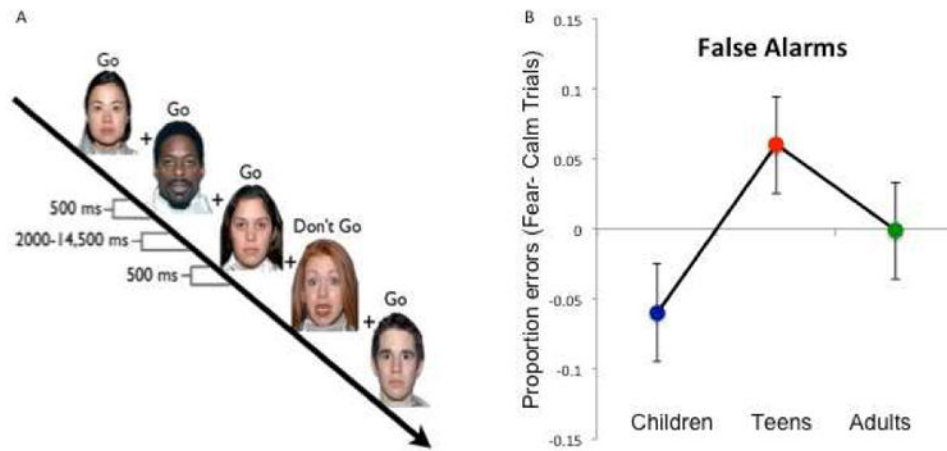 A
Go
Go
Go
Don't Go
Go
+
+
+
+
500 ms
2000-14,500 ms
500 ms
B
False Alarms
Proportion errors (Fear- Calm Trials)
0.15
0.1
0.05
0
-0.05
-0.1
-0.15
Children Teens Adults